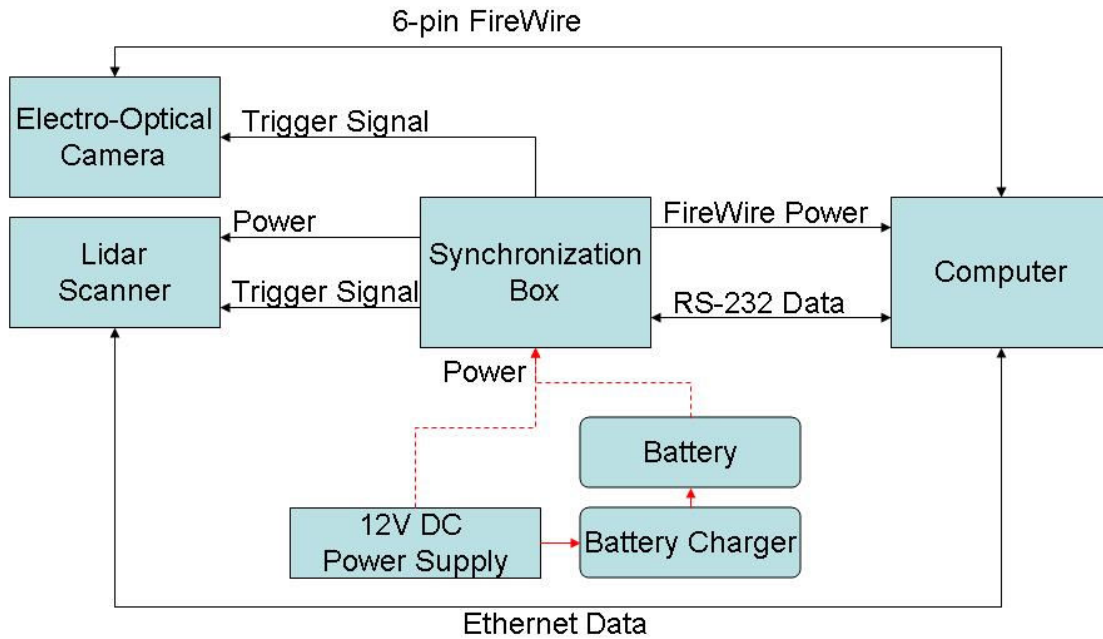 6-pin FireWire
Electro-Optical
Camera
Trigger Signal
Power
Lidar
Scanner
Trigger Signal
Synchronization
Box
FireWire Power
RS-232 Data
Computer
Power
Battery
12V DC
Power Supply
Battery Charger
Ethernet Data